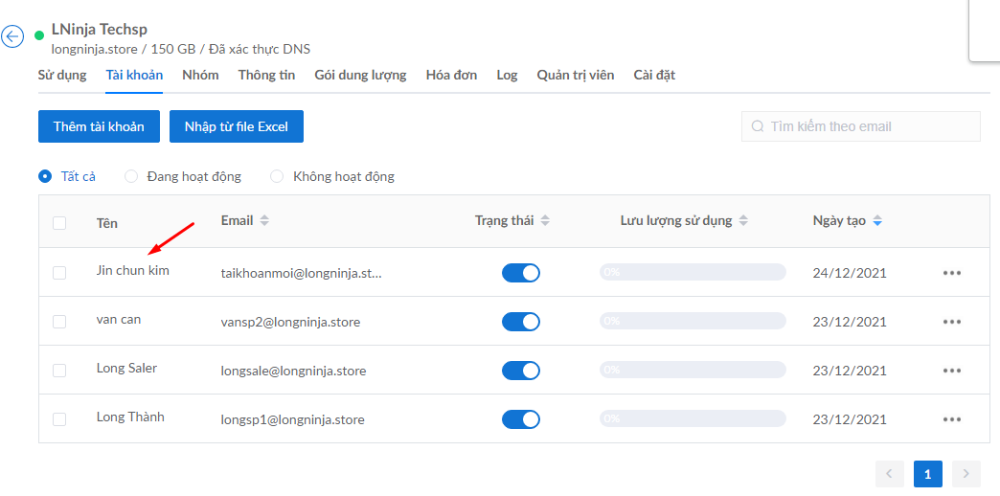 LNinja Techsp
longninja.store / 150 GB / Đã xác thực DNS
Sử dụng Tài khoản Nhóm Thông tin Gói dung lượng Hóa đơn Log Quản trị viên Cài đặt
Thêm tài khoản Nhập từ file Excel Tìm kiếm theo email
Tất cả Đang hoạt động Không hoạt động
Tên Email Trạng thái Lưu lượng sử dụng Ngày tạo
Jin chun kim taikhoanmoi@longninja.st... 0% 24/12/2021
van can vansp2@longninja.store 0% 23/12/2021
Long Saler longsale@longninja.store 0% 23/12/2021
Long Thành longsp1@longninja.store 0% 23/12/2021
1